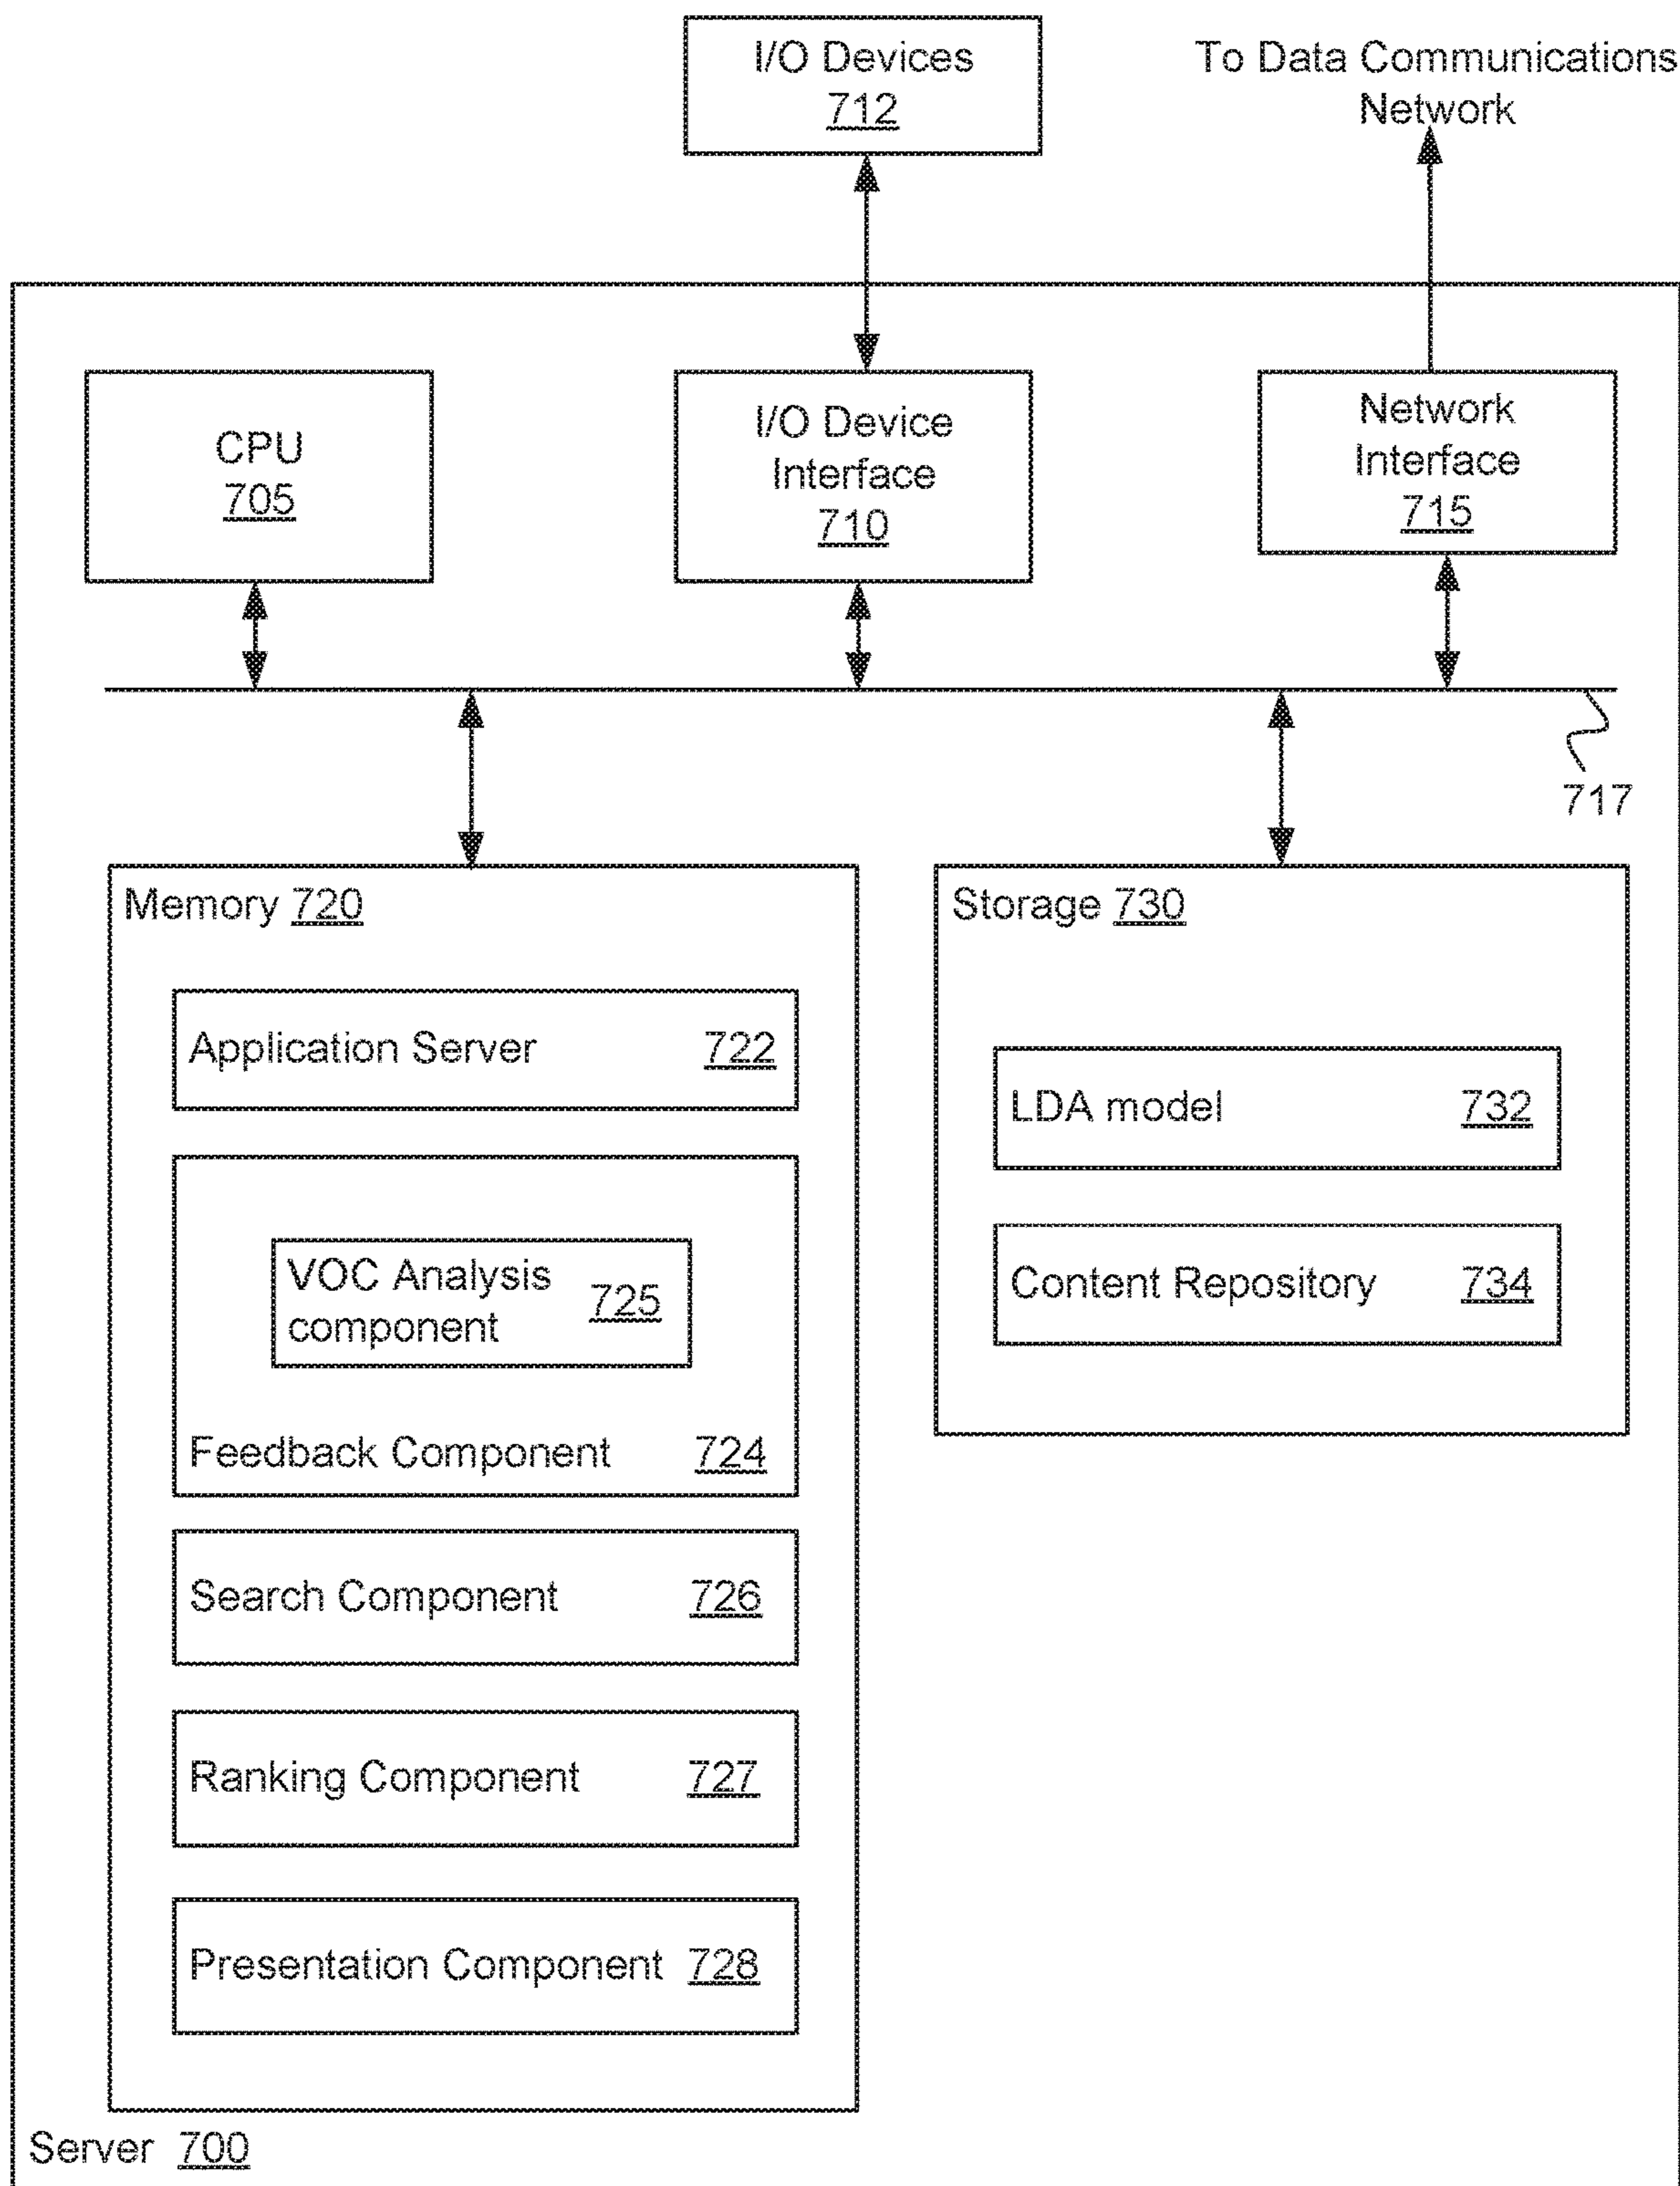 I/O Devices
712
To Data Communications
Network
CPU
705
I/O Device
Interface
710
Network
Interface
715
717
Memory 720
Application Server 722
VOC Analysis
component
725
Feedback Component 724
Search Component 726
Ranking Component 727
Presentation Component 728
Storage 730
LDA model 732
Content Repository 734
Server 700